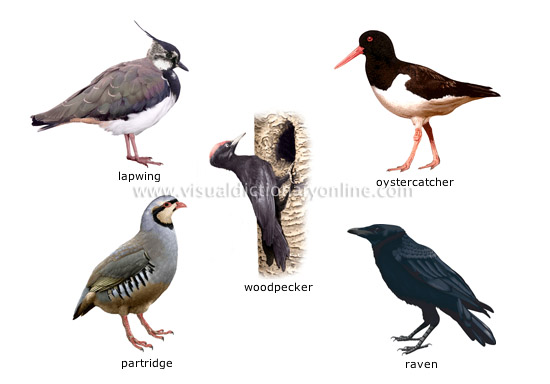 lapwing
oystercatcher
www.visualdictionaryonline.com
woodpecker
partridge
raven